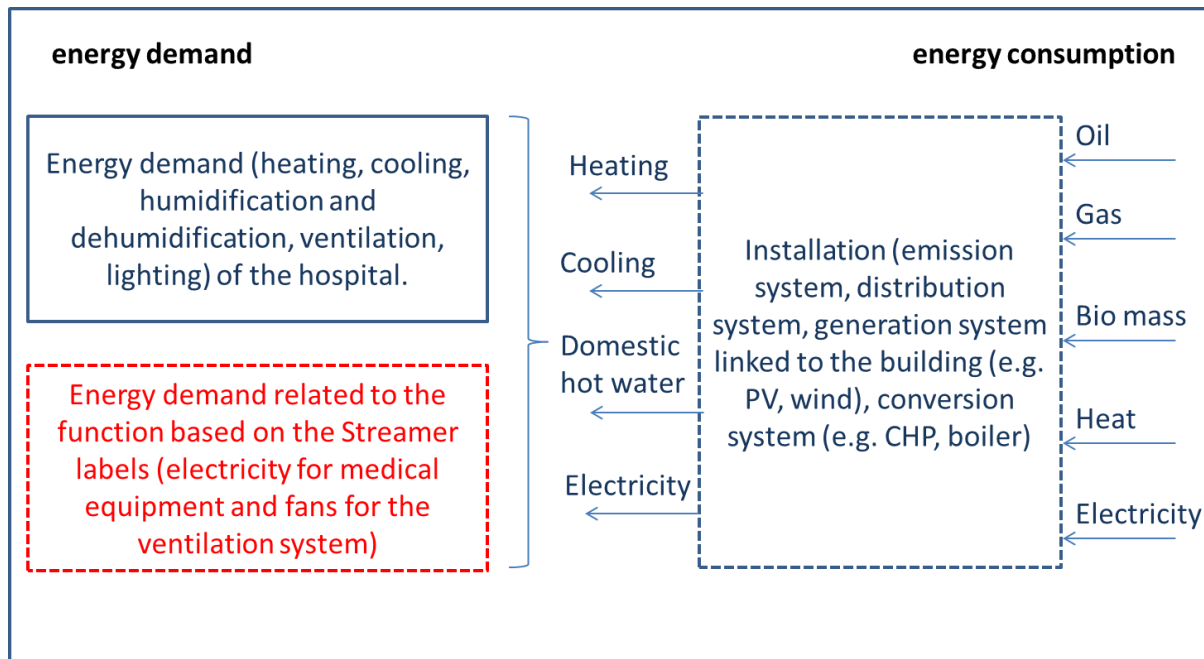 energy demand
energy consumption
Energy demand (heating, cooling,
humidification and
dehumidification, ventilation,
lighting) of the hospital.
Energy demand related to the
function based on the Streamer
labels (electricity for medical
equipment and fans for the
ventilation system)
Heating
Cooling
Domestic
hot water
Electricity
Installation (emission
system, distribution
system, generation system
linked to the building (e.g.
PV, wind), conversion
system (e.g. CHP, boiler)
Oil
Gas
Bio mass
Heat
Electricity